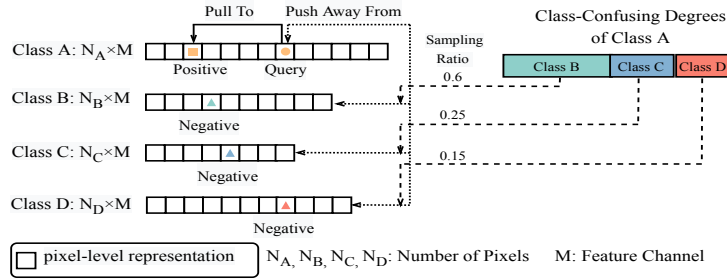 Pull To
Push Away From
Class-Confusing Degrees
of Class A
Class A: N_A×M
Positive
Query
Sampling
Ratio
Class B
Class C
Class D
0.6
Class B: N_B×M
Negative
0.25
Class C: N_C×M
Negative
0.15
Class D: N_D×M
Negative
pixel-level representation
N_A, N_B, N_C, N_D: Number of Pixels
M: Feature Channel